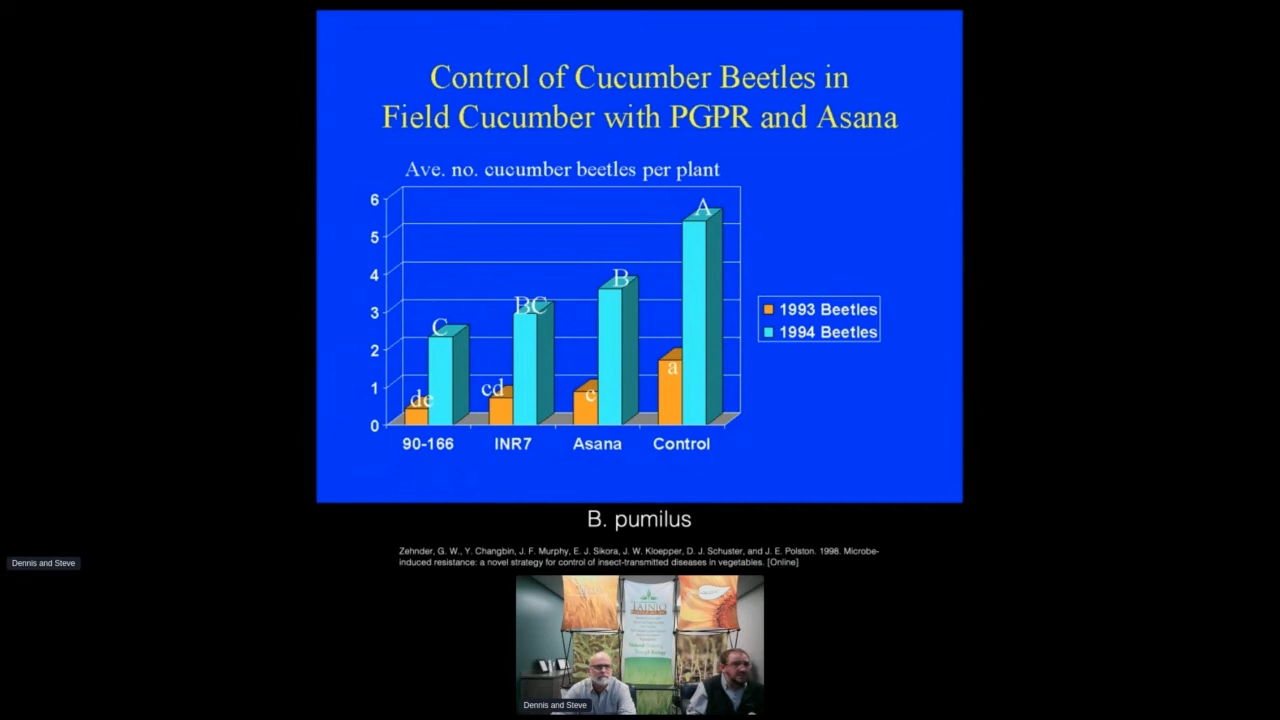 Control of Cucumber Beetles in
Field Cucumber with PGPR and Asana
Ave. no. cucumber beetles per plant
6
5
4
3
2
1
0
A
B
BC
C
de
cd
c
a
1993 Beetles
1994 Beetles
90-166 INR7 Asana Control
B. pumilus
Zehnder, G. W., Y. Changbin, J. F. Murphy, E. J. Sikora, J. W. Kloepper, D. J. Schuster, and J. E. Polston. 1998. Microbe-
induced resistance: a novel strategy for control of insect-transmitted diseases in vegetables. [Online]
Dennis and Steve
TAINIO
Dennis and Steve